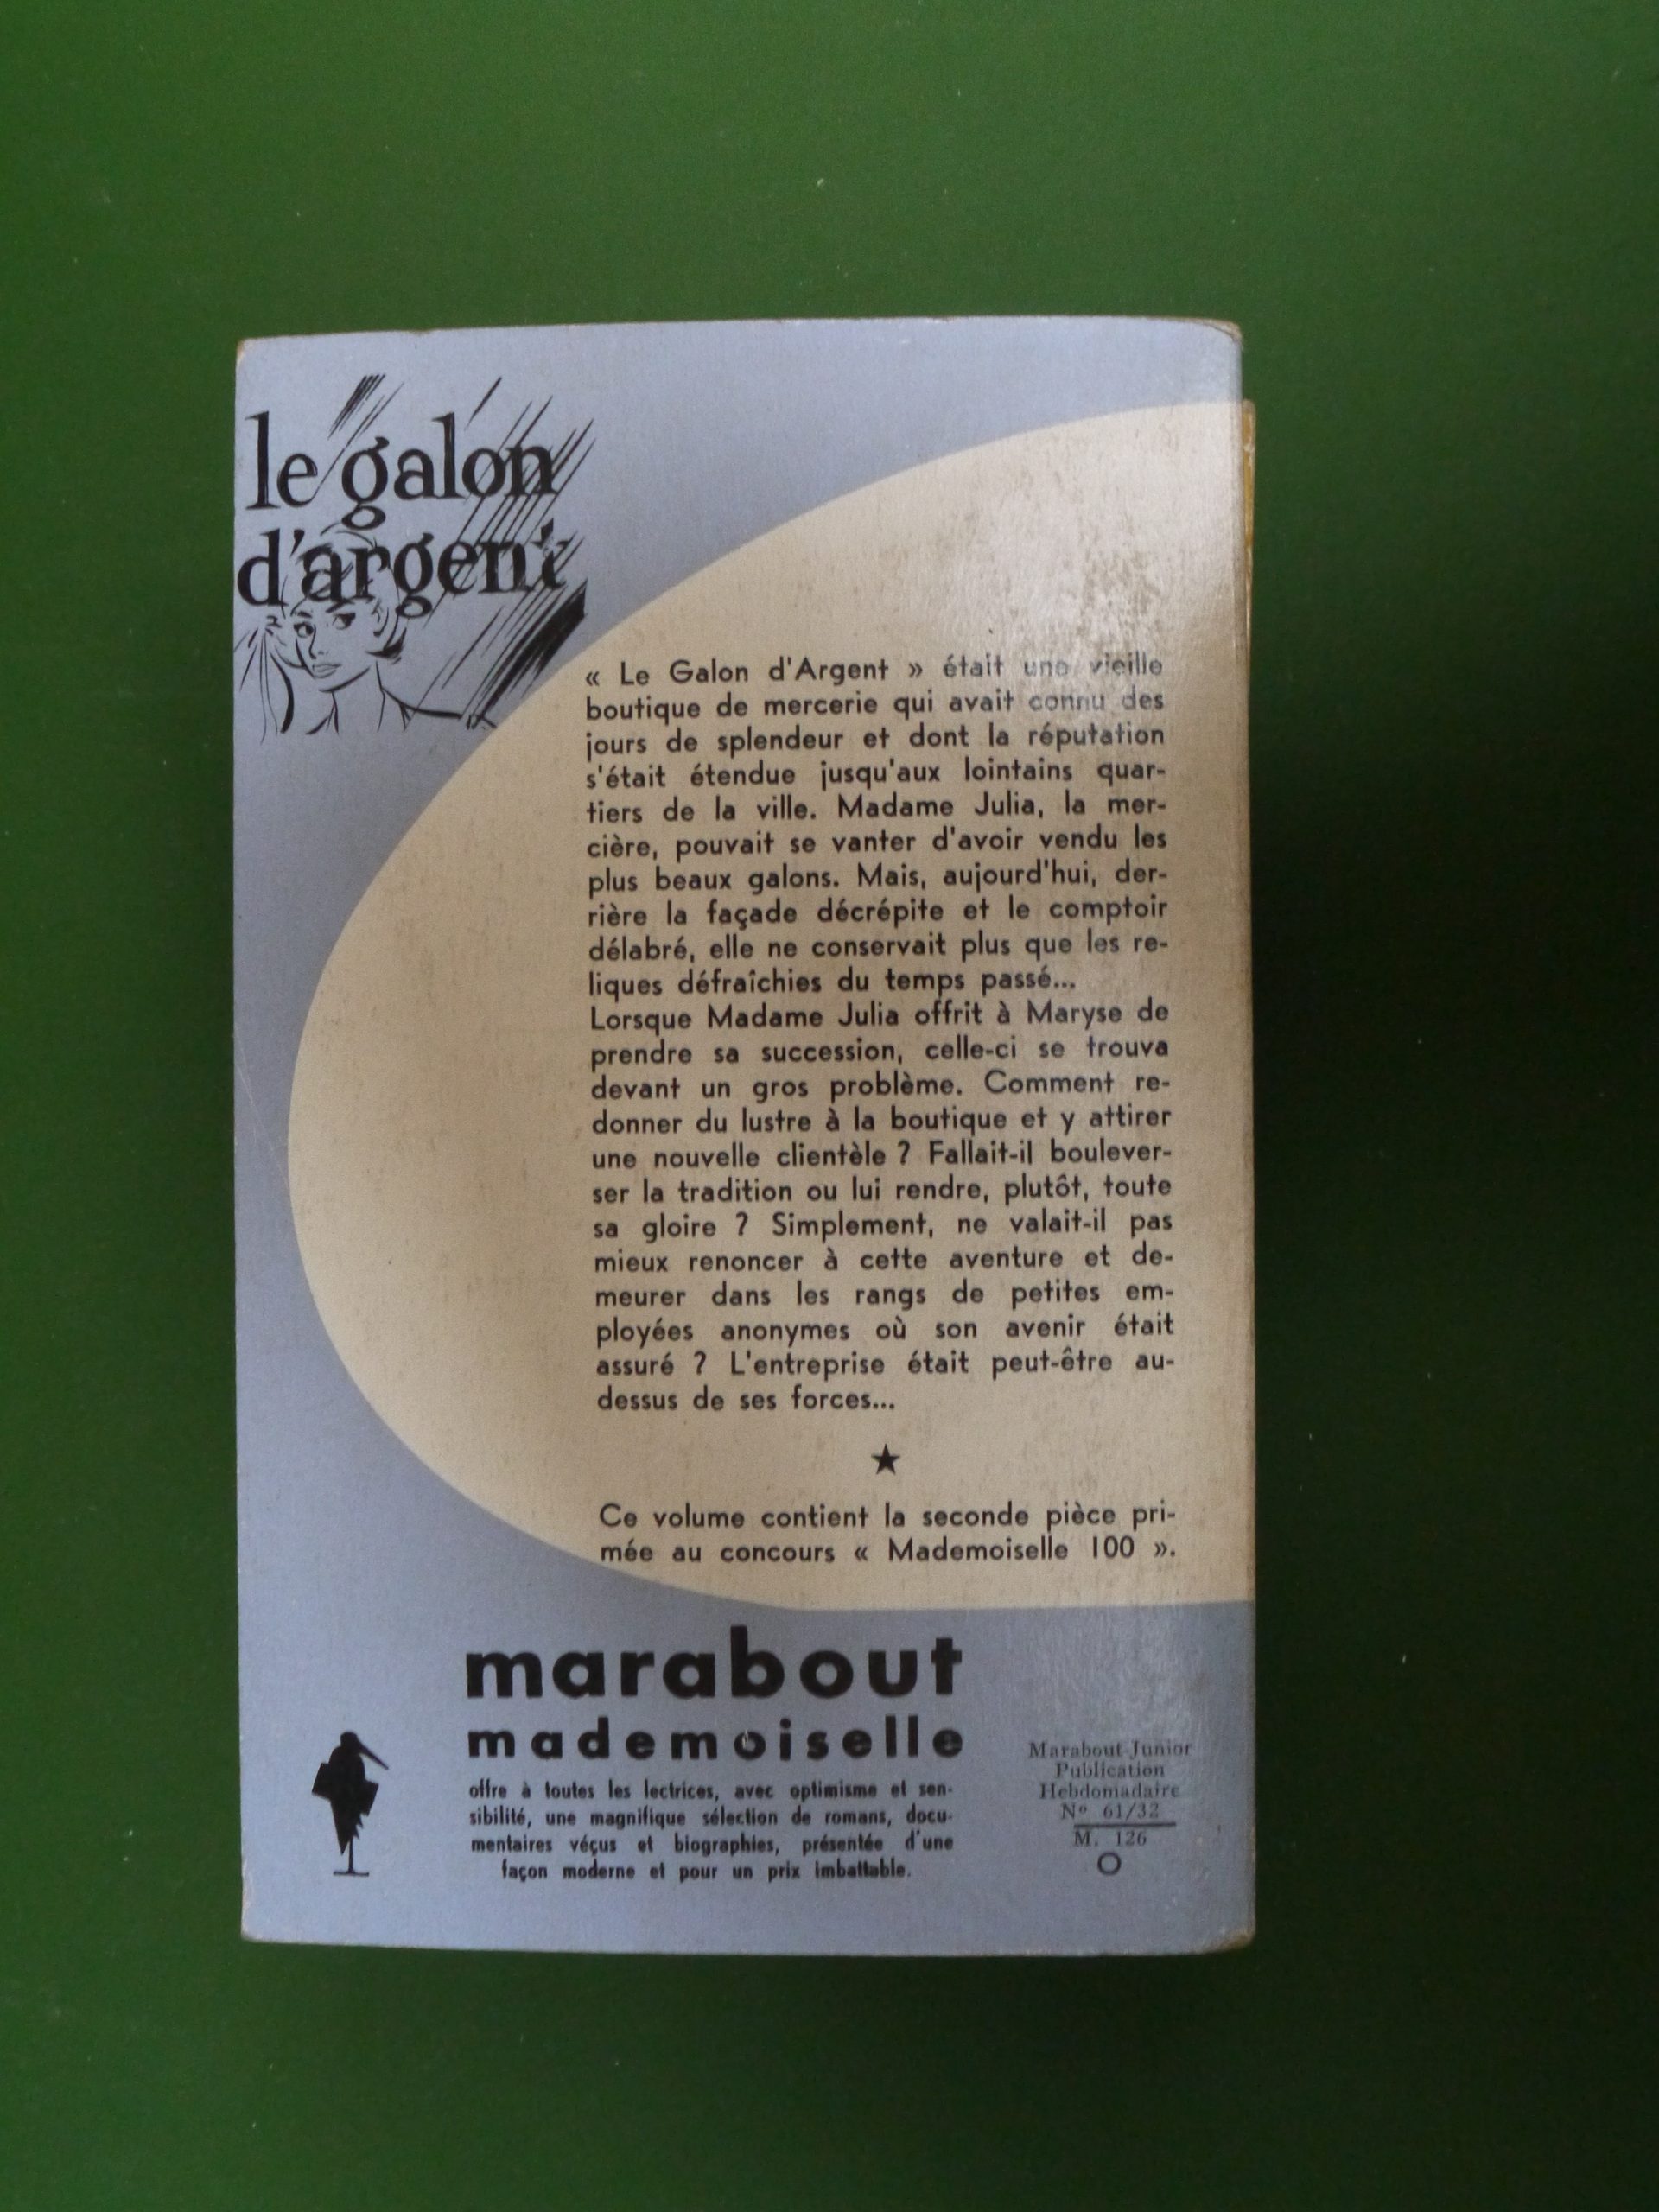 le galon
d'argent
« Le Galon d'Argent » était une vieille
boutique de mercerie qui avait connu des
jours de splendeur et dont la réputation
s'était étendue jusqu'aux lointains quar-
tiers de la ville. Madame Julia, la mer-
cière, pouvait se vanter d'avoir vendu les
plus beaux galons. Mais, aujourd'hui, der-
rière la façade décrépite et le comptoir
délabré, elle ne conservait plus que les re-
liques défraîchies du temps passé...
Lorsque Madame Julia offrit à Maryse de
prendre sa succession, celle-ci se trouva
devant un gros problème. Comment re-
donner du lustre à la boutique et y attirer
une nouvelle clientèle ? Fallait-il boulever-
ser la tradition ou lui rendre, plutôt, toute
sa gloire ? Simplement, ne valait-il pas
mieux renoncer à cette aventure et de-
meurer dans les rangs de petites em-
ployées anonymes où son avenir était
assuré ? L'entreprise était peut-être au-
dessus de ses forces...
★
Ce volume contient la seconde pièce pri-
mée au concours « Mademoiselle 100 ».
marabout
mademoiselle
offre à toutes les lectrices, avec optimisme et sen-
sibilité, une magnifique sélection de romans, docu-
mentaires véçus et biographies, présentée d'une
façon moderne et pour un prix imbattable.
Marabout-Junior
Publication
Hebdomadaire
Nº 61/32
M. 126
O